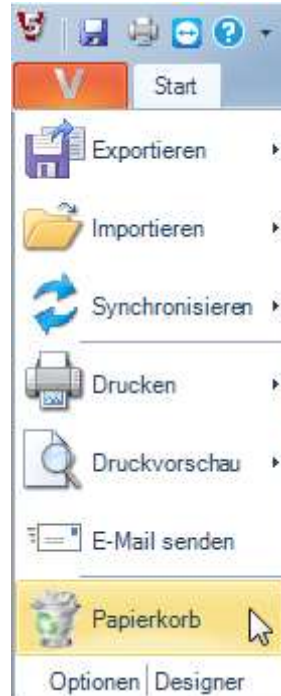 V
Start
Exportieren
Importieren
Synchronisieren
Drucken
Druckvorschau
E-Mail senden
Papierkorb
Optionen Designer